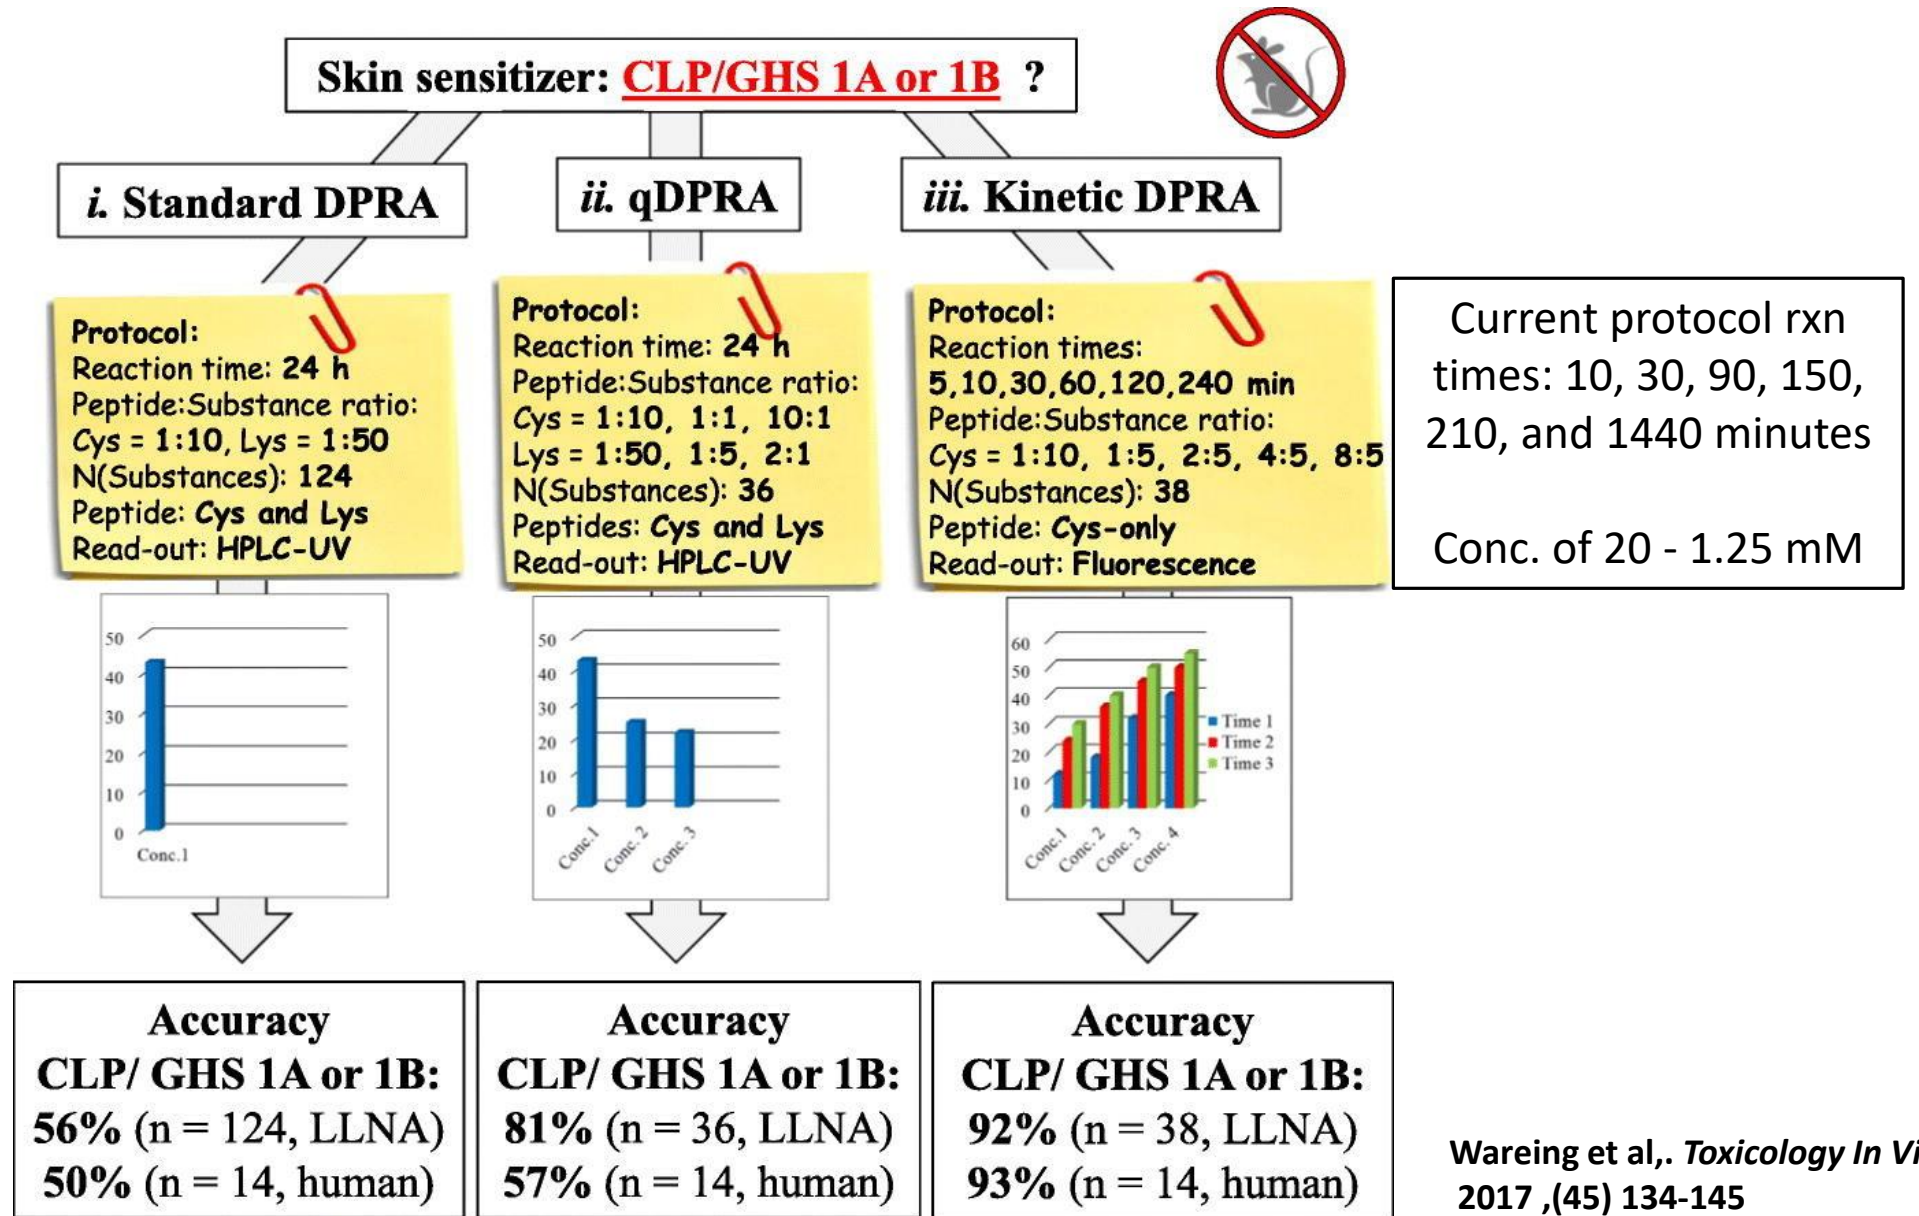 Skin sensitizer: CLP/GHS 1A or 1B ?
i. Standard DPRA
ii. qDPRA
iii. Kinetic DPRA
Protocol:
Reaction time: 24 h
Peptide:Substance ratio:
Cys = 1:10, Lys = 1:50
N(Substances): 124
Peptide: Cys and Lys
Read-out: HPLC-UV
Protocol:
Reaction time: 24 h
Peptide:Substance ratio:
Cys = 1:10, 1:1, 10:1
Lys = 1:50, 1:5, 2:1
N(Substances): 36
Peptides: Cys and Lys
Read-out: HPLC-UV
Protocol:
Reaction times:
5,10,30,60,120,240 min
Peptide:Substance ratio:
Cys = 1:10, 1:5, 2:5, 4:5, 8:5
N(Substances): 38
Peptide: Cys-only
Read-out: Fluorescence
Current protocol rxn
times: 10, 30, 90, 150,
210, and 1440 minutes
Conc. of 20 - 1.25 mM
50
40
30
20
10
0
Conc.1
50
40
30
20
10
0
Conc.1
Conc. 2
Conc. 3
60
50
40
30
20
10
0
Conc.1
Conc. 2
Conc. 3
Conc. 4
Time 1
Time 2
Time 3
Accuracy
CLP/ GHS 1A or 1B:
56% (n = 124, LLNA)
50% (n = 14, human)
Accuracy
CLP/ GHS 1A or 1B:
81% (n = 36, LLNA)
57% (n = 14, human)
Accuracy
CLP/ GHS 1A or 1B:
92% (n = 38, LLNA)
93% (n = 14, human)
Wareing et al,. Toxicology In Vi
2017 ,(45) 134-145